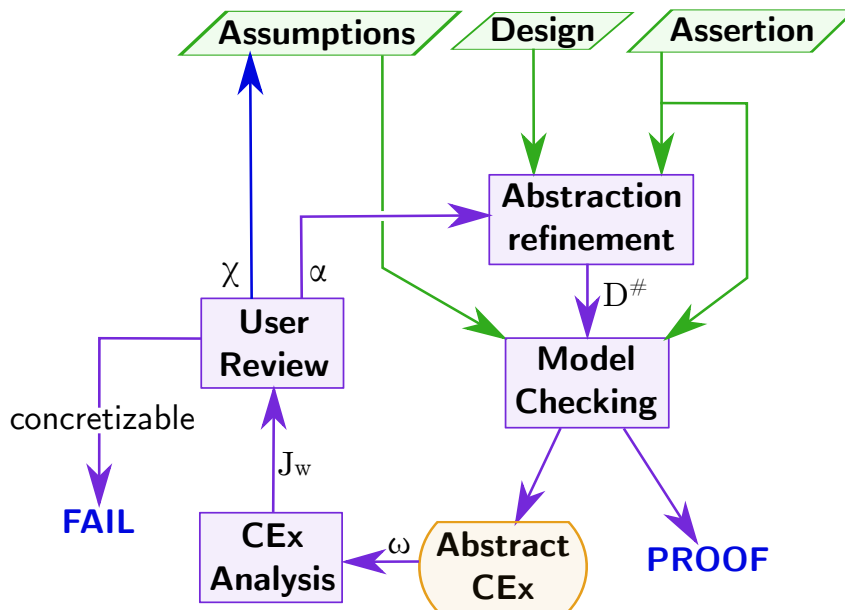 Assumptions
Design
Assertion
Abstraction
refinement
χ
α
D#
User
Review
Model
Checking
concretizable
Jw
FAIL
CEx
Analysis
ω
Abstract
CEx
PROOF